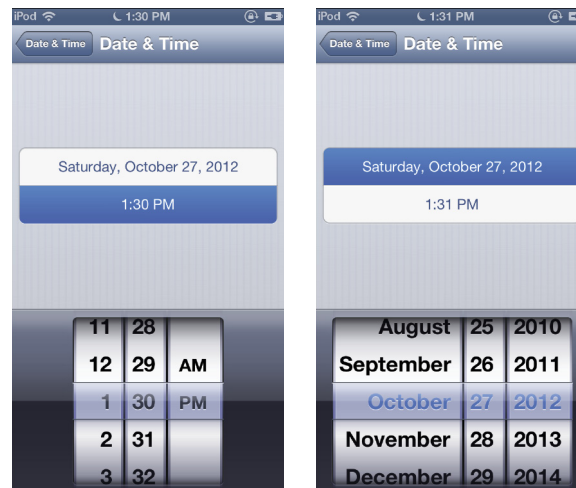 iPod 1:30 PM
Date & Time Date & Time
Saturday, October 27, 2012
1:30 PM
11 28
12 29 AM
1 30 PM
2 31
3 32
iPod 1:31 PM
Date & Time Date & Time
Saturday, October 27, 2012
1:31 PM
August 25 2010
September 26 2011
October 27 2012
November 28 2013
December 29 2014